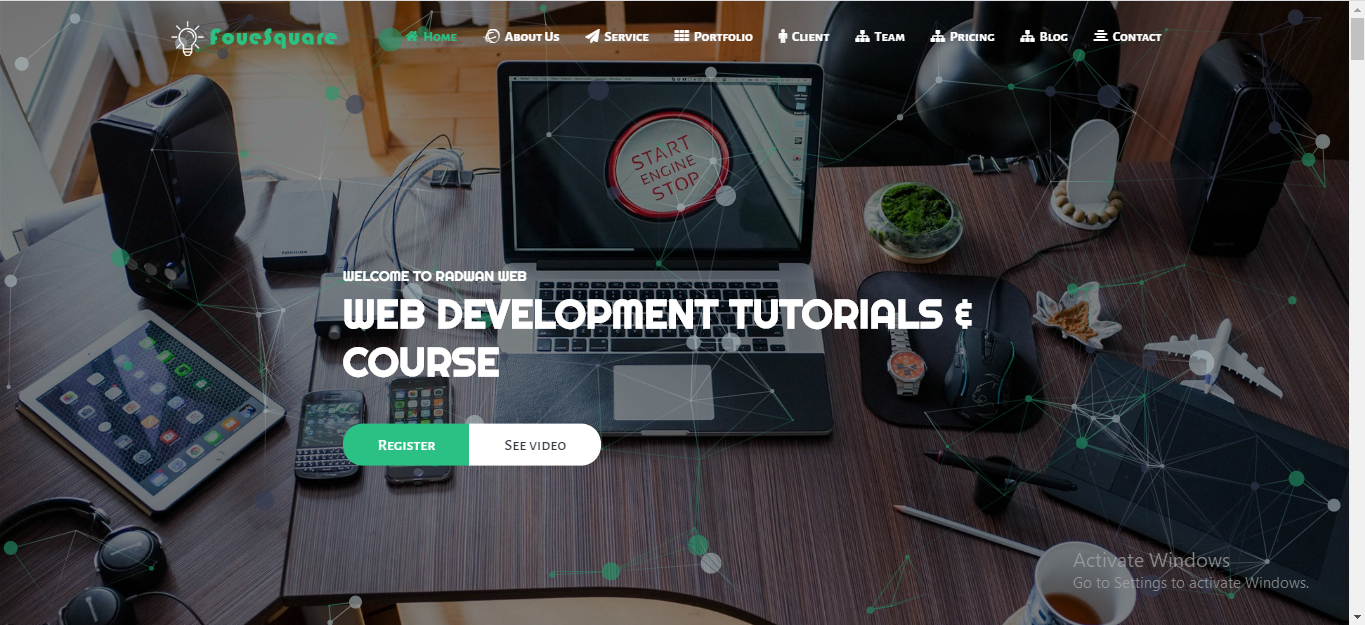 FoueSquare
Home About Us Service Portfolio Client Team Pricing Blog Contact
START
ENGINE
STOP
TOSHIBA
WELCOME TO RADWAN WEB
WEB DEVELOPMENT TUTORIALS &
COURSE
Register See video
Activate Windows
Go to Settings to activate Windows.